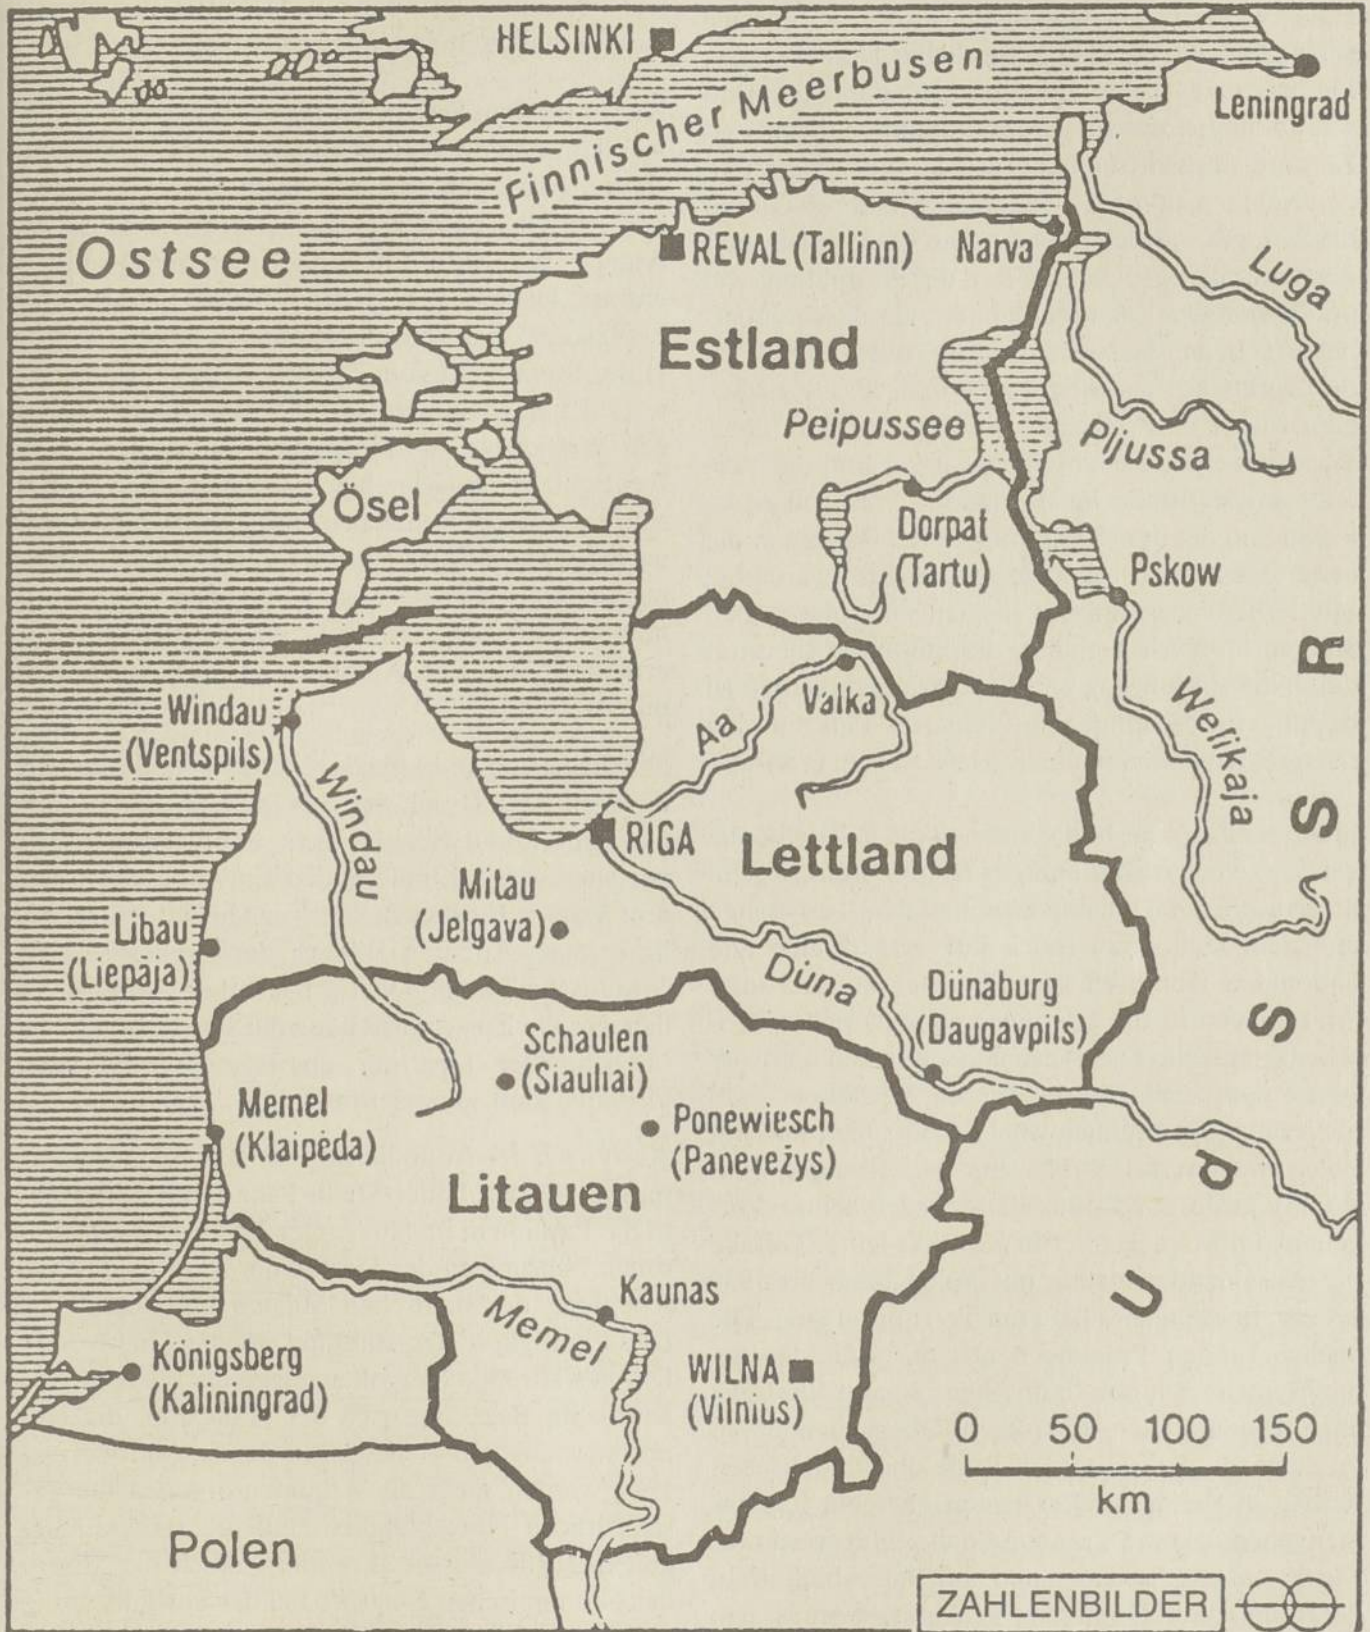 HELSINKI
Finnischer Meerbusen
Leningrad
Ostsee
REVAL (Tallinn)
Narva
Luga
Estland
Peipussee
Pljussa
Ösel
Dorpat
(Tartu)
Pskow
Windau
(Ventspils)
Valka
Aa
Welikaja
Windau
RIGA
Lettland
Mitau
(Jelgava)
Libau
(Liepāja)
Düna
Dünaburg
(Daugavpils)
UdSSR
Schaulen
(Siauliai)
Memel
(Klaipėda)
Ponewiesch
(Panevežys)
Litauen
Kaunas
Memel
Königsberg
(Kaliningrad)
WILNA
(Vilnius)
0 50 100 150
km
Polen
ZAHLENBILDER